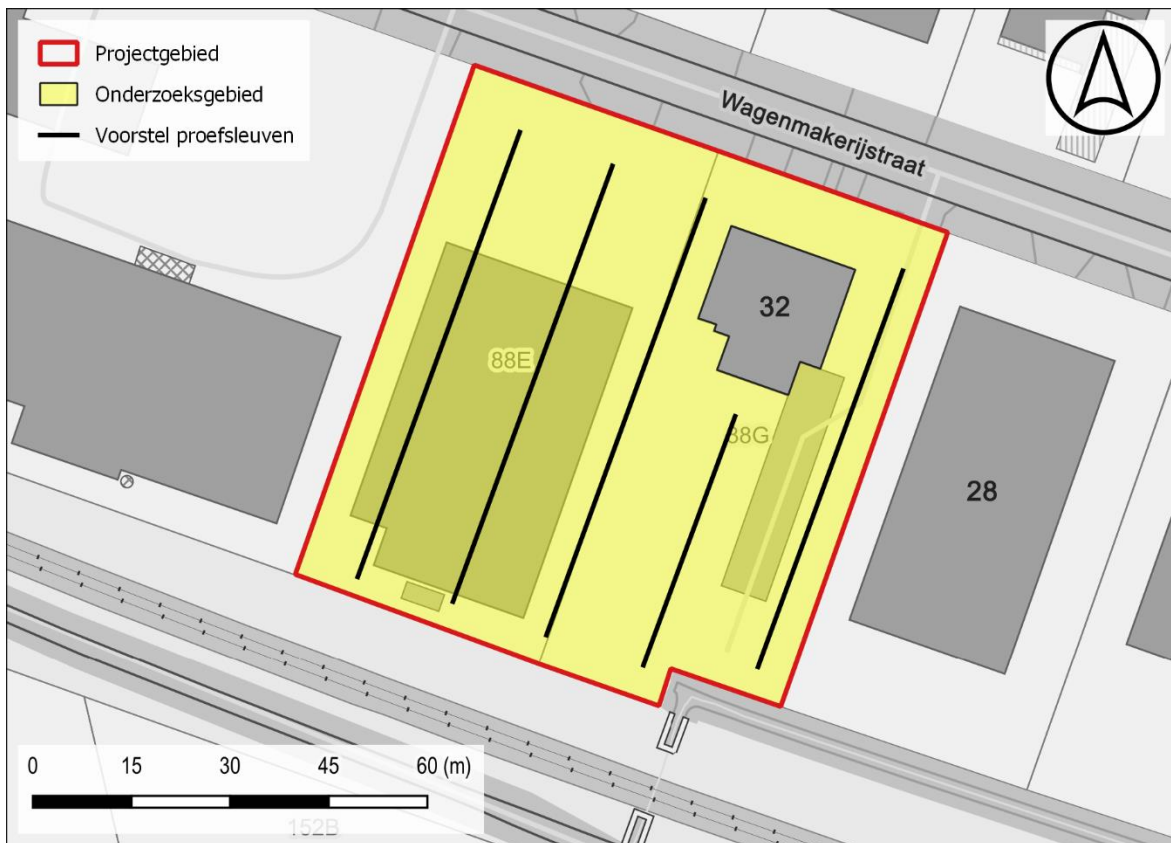 Projectgebied
Onderzoeksgebied
Voorstel proefsleuven
Wagenmakerijstraat
32
88E
88G
28
0 15 30 45 60 (m)
152B